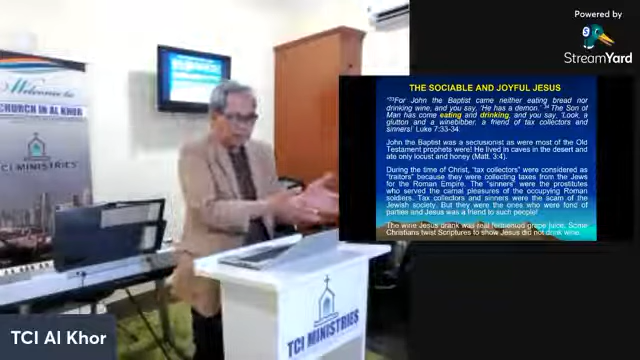 Powered by
StreamYard
THE SOCIABLE AND JOYFUL JESUS
"33For John the Baptist came neither eating bread nor
drinking wine, and you say, 'He has a demon.' 34 The Son of
Man has come eating and drinking, and you say, 'Look, a
glutton and a winebibber, a friend of tax collectors and
sinners! Luke 7:33-34.
John the Baptist was a seclusionist as were most of the Old
Testament prophets were! He lived in caves in the desert and
ate only locust and honey (Matt. 3:4).
During the time of Christ, "tax collectors" were considered as
"traitors" because they were collecting taxes from the Jews
for the Roman Empire. The "sinners" were the prostitutes
who served the carnal pleasures of the occupying Roman
soldiers. Tax collectors and sinners were the scam of the
Jewish society. But they were the ones who were fond of
parties and Jesus was a friend to such people!
The wine Jesus drank was real fermented grape juice. Some
Christians twist Scriptures to show Jesus did not drink wine.
Welcome to
CHURCH IN AL KHOR
TCI MINISTRIES
TCI MINISTRIES
TCI Al Khor